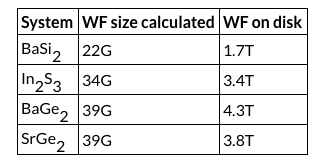 System WF size calculated WF on disk
BaSi2 22G 1.7T
In2S3 34G 3.4T
BaGe2 39G 4.3T
SrGe2 39G 3.8T